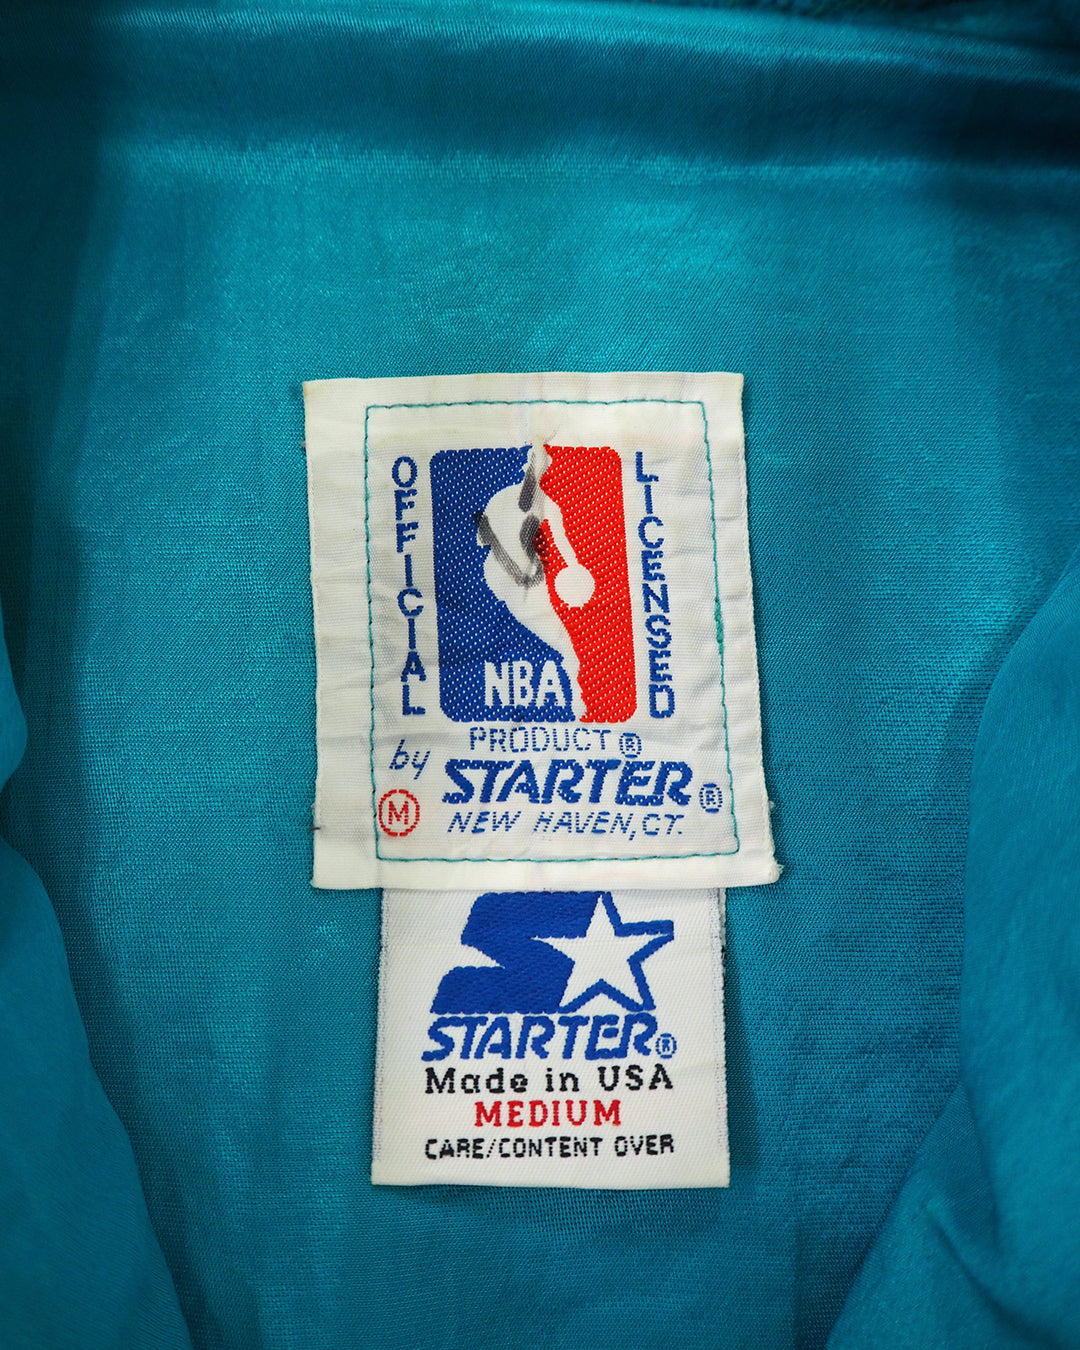 OFFICIAL
LICENSED
NBA
PRODUCT ®
by STARTER ®
M NEW HAVEN, CT.
STARTER ®
Made in USA
MEDIUM
CARE/CONTENT OVER